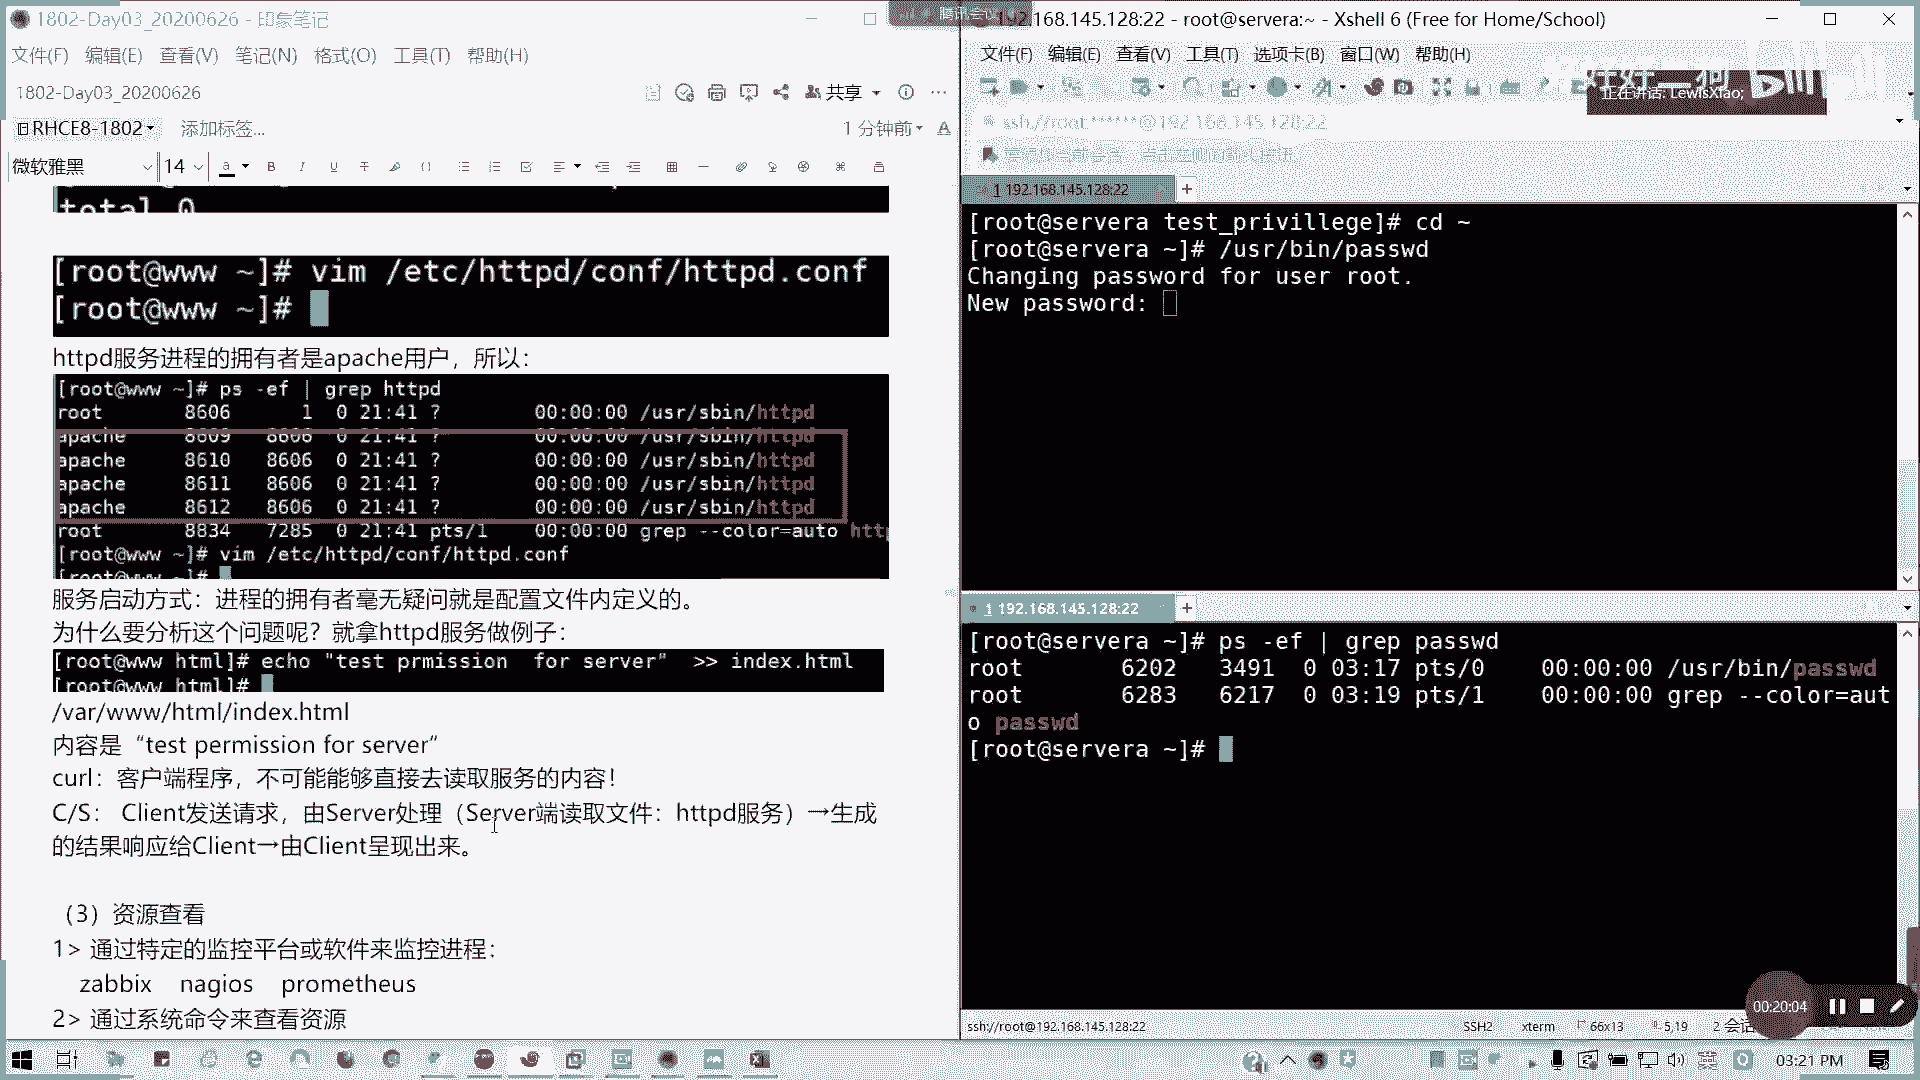 1802-Day03_20200626 - 印象笔记
文件(F) 编辑(E) 查看(V) 笔记(N) 格式(O) 工具(T) 帮助(H)
1802-Day03_20200626
共享
RHCE8-1802
添加标签...
1 分钟前
微软雅黑
14
total 0
[root@www ~]# vim /etc/httpd/conf/httpd.conf
[root@www ~]#
httpd服务进程的拥有者是apache用户，所以：
[root@www ~]# ps -ef | grep httpd
root 8606 1 0 21:41 ? 00:00:00 /usr/sbin/httpd
apache 8609 8606 0 21:41 ? 00:00:00 /usr/sbin/httpd
apache 8610 8606 0 21:41 ? 00:00:00 /usr/sbin/httpd
apache 8611 8606 0 21:41 ? 00:00:00 /usr/sbin/httpd
apache 8612 8606 0 21:41 ? 00:00:00 /usr/sbin/httpd
root 8834 7285 0 21:41 pts/1 00:00:00 grep --color=auto
[root@www ~]# vim /etc/httpd/conf/httpd.conf
[root@www ~]#
服务启动方式：进程的拥有者毫无疑问就是配置文件内定义的。
为什么要分析这个问题呢？就拿httpd服务做例子：
[root@www html]# echo "test prmission for server" >> index.html
[root@www html]#
/var/www/html/index.html
内容是“test permission for server”
curl：客户端程序，不可能能够直接去读取服务的内容！
C/S： Client发送请求，由Server处理（Server端读取文件：httpd服务）→生成
的结果响应给Client→由Client呈现出来。
（3）资源查看
1> 通过特定的监控平台或软件来监控进程：
zabbix nagios prometheus
2> 通过系统命令来查看资源
腾讯会议
192.168.145.128:22 - root@servera:~ - Xshell 6 (Free for Home/School)
文件(F) 编辑(E) 查看(V) 工具(T) 选项卡(B) 窗口(W) 帮助(H)
正在讲话: LewisXiao;
ssh://root:******@192.168.145.128:22
1 192.168.145.128:22
[root@servera test_privillege]# cd ~
[root@servera ~]# /usr/bin/passwd
Changing password for user root.
New password:
1 192.168.145.128:22
[root@servera ~]# ps -ef | grep passwd
root 6202 3491 0 03:17 pts/0 00:00:00 /usr/bin/passwd
root 6283 6217 0 03:19 pts/1 00:00:00 grep --color=aut
o passwd
[root@servera ~]#
00:20:04
ssh://root@192.168.145.128:22
SSH2
xterm
66x13
5,19
2 会话
英
03:21 PM